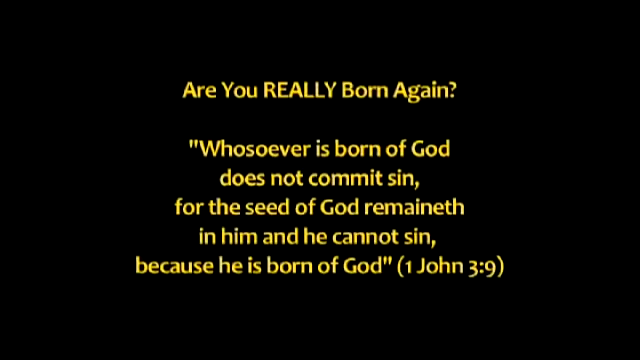 Are You REALLY Born Again?
"Whosoever is born of God
does not commit sin,
for the seed of God remaineth
in him and he cannot sin,
because he is born of God" (1 John 3:9)